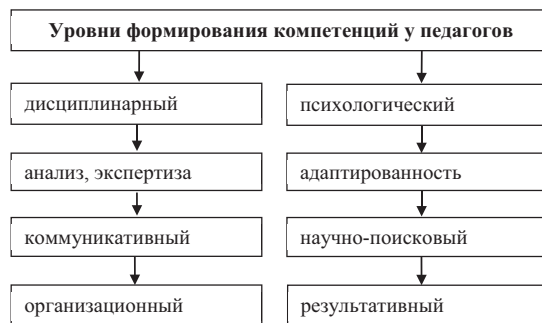 Уровни формирования компетенций у педагогов
дисциплинарный
психологический
анализ, экспертиза
адаптированность
коммуникативный
научно-поисковый
организационный
результативный